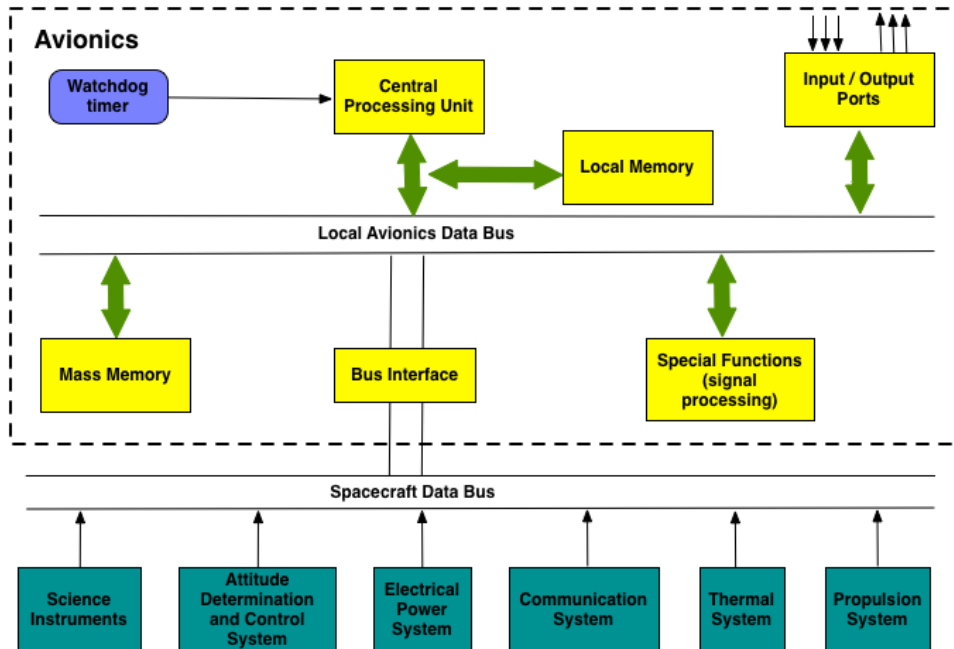 Avionics
Watchdog
timer
Central
Processing Unit
Input / Output
Ports
Local Memory
Local Avionics Data Bus
Mass Memory
Bus Interface
Special Functions
(signal
processing)
Spacecraft Data Bus
Science
Instruments
Attitude
Determination
and Control
System
Electrical
Power
System
Communication
System
Thermal
System
Propulsion
System